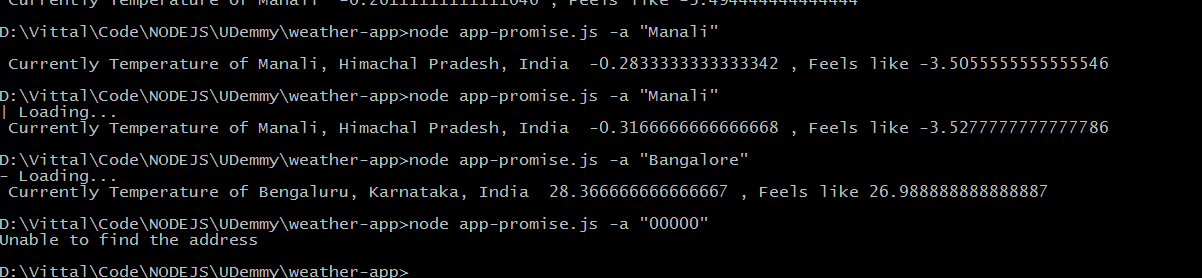 Currently Temperature of Manali  -0.26111111111111046 , Feels like -3.494444444444444
D:\Vittal\Code\NODEJS\UDemmy\weather-app>node app-promise.js -a "Manali"
Currently Temperature of Manali, Himachal Pradesh, India  -0.2833333333333342 , Feels like -3.5055555555555546
D:\Vittal\Code\NODEJS\UDemmy\weather-app>node app-promise.js -a "Manali"
| Loading...
Currently Temperature of Manali, Himachal Pradesh, India  -0.3166666666666668 , Feels like -3.5277777777777786
D:\Vittal\Code\NODEJS\UDemmy\weather-app>node app-promise.js -a "Bangalore"
- Loading...
Currently Temperature of Bengaluru, Karnataka, India  28.366666666666667 , Feels like 26.988888888888887
D:\Vittal\Code\NODEJS\UDemmy\weather-app>node app-promise.js -a "00000"
Unable to find the address
D:\Vittal\Code\NODEJS\UDemmy\weather-app>